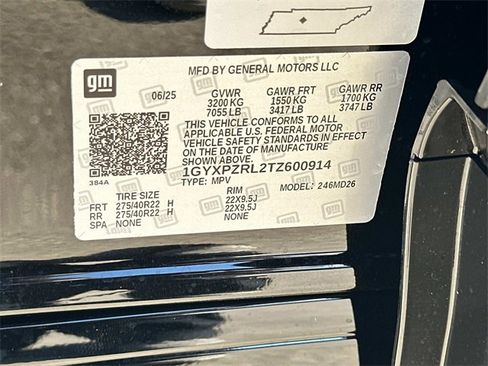 gm
MFD BY GENERAL MOTORS LLC
06/25 GVWR GAWR FRT GAWR RR
3200 KG 1550 KG 1700 KG
7055 LB 3417 LB 3747 LB
THIS VEHICLE CONFORMS TO ALL
APPLICABLE U.S. FEDERAL MOTOR
VEHICLE SAFETY STANDARDS IN EFFECT
ON THE DATE OF MANUFACTURE SHOWN ABOVE.
1GYXPZRL2TZ600914
384A TYPE: MPV MODEL: 246MD26
TIRE SIZE RIM
FRT 275/40R22 H 22X9.5J
RR 275/40R22 H 22X9.5J
SPA NONE NONE